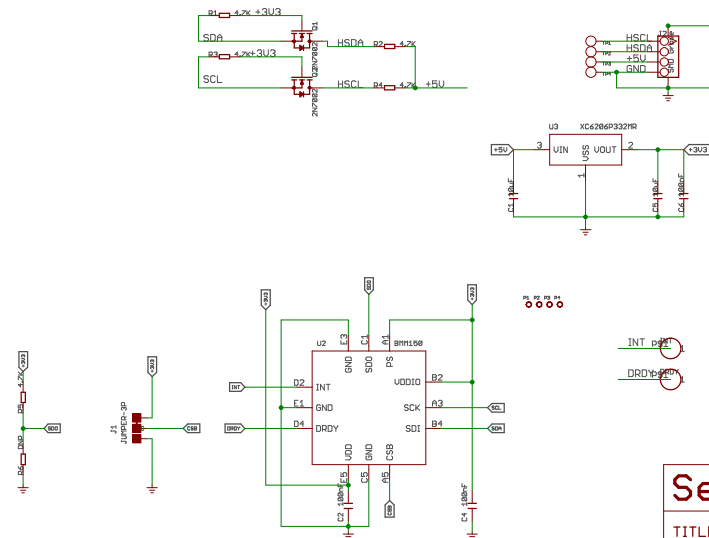 R1 4.7K +3V3
Q1
SDA
HSDA R2 4.7K
2N7002
R3 4.7K +3V3
SCL
HSCL R4 4.7K +5V
2N7002
TP1 HSCL
TP2 HSDA
TP3 +5V
TP4 GND
U3 XC6206P332MR
+5V 3 VIN VOUT 2 +3V3
VSS
1
C1 10uF
C5 10uF
C6 100nF
+3V3
SDO
+3V3
P1 P2 P3 P4
U2 BMM150
E3 C1 A1
GND SDO PS
VDDIO B2
INT D2 INT
E1 GND
SCK A3 SCL
DRDY D4 DRDY
SDI B4 SDA
VDD GND CSB
E5 C5 A5
C2 100nF
CSB
C4 100nF
+3V3
4.7K
R5
SDO
DNP
R6
+3V3
J1
JUMPER-3P
CSB
INT 1
DRDY 1
Se
TITL